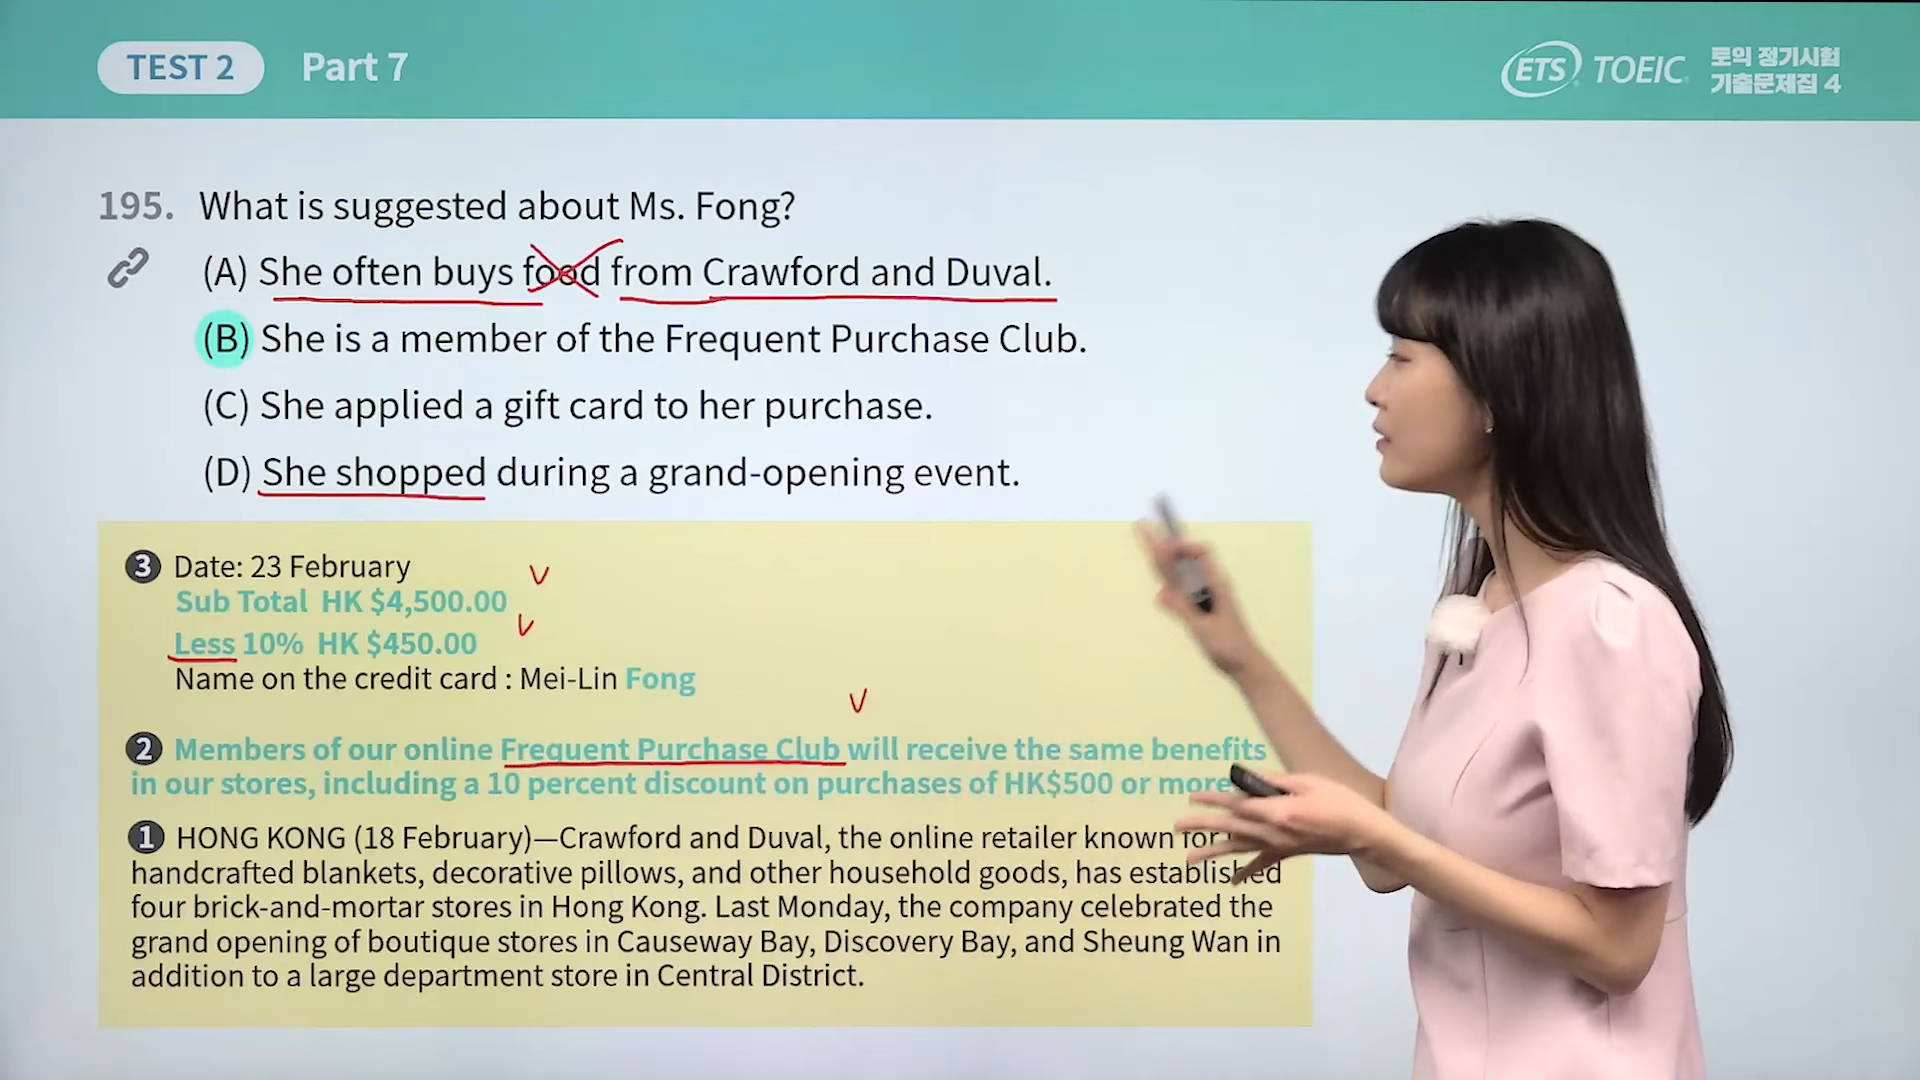 TEST 2
Part 7
ETS TOEIC
토익 정기시험
기출문제집 4
195. What is suggested about Ms. Fong?
(A) She often buys food from Crawford and Duval.
(B) She is a member of the Frequent Purchase Club.
(C) She applied a gift card to her purchase.
(D) She shopped during a grand-opening event.
3 Date: 23 February
Sub Total HK $4,500.00
Less 10% HK $450.00
Name on the credit card : Mei-Lin Fong
2 Members of our online Frequent Purchase Club will receive the same benefits
in our stores, including a 10 percent discount on purchases of HK$500 or more
1 HONG KONG (18 February)—Crawford and Duval, the online retailer known for
handcrafted blankets, decorative pillows, and other household goods, has established
four brick-and-mortar stores in Hong Kong. Last Monday, the company celebrated the
grand opening of boutique stores in Causeway Bay, Discovery Bay, and Sheung Wan in
addition to a large department store in Central District.